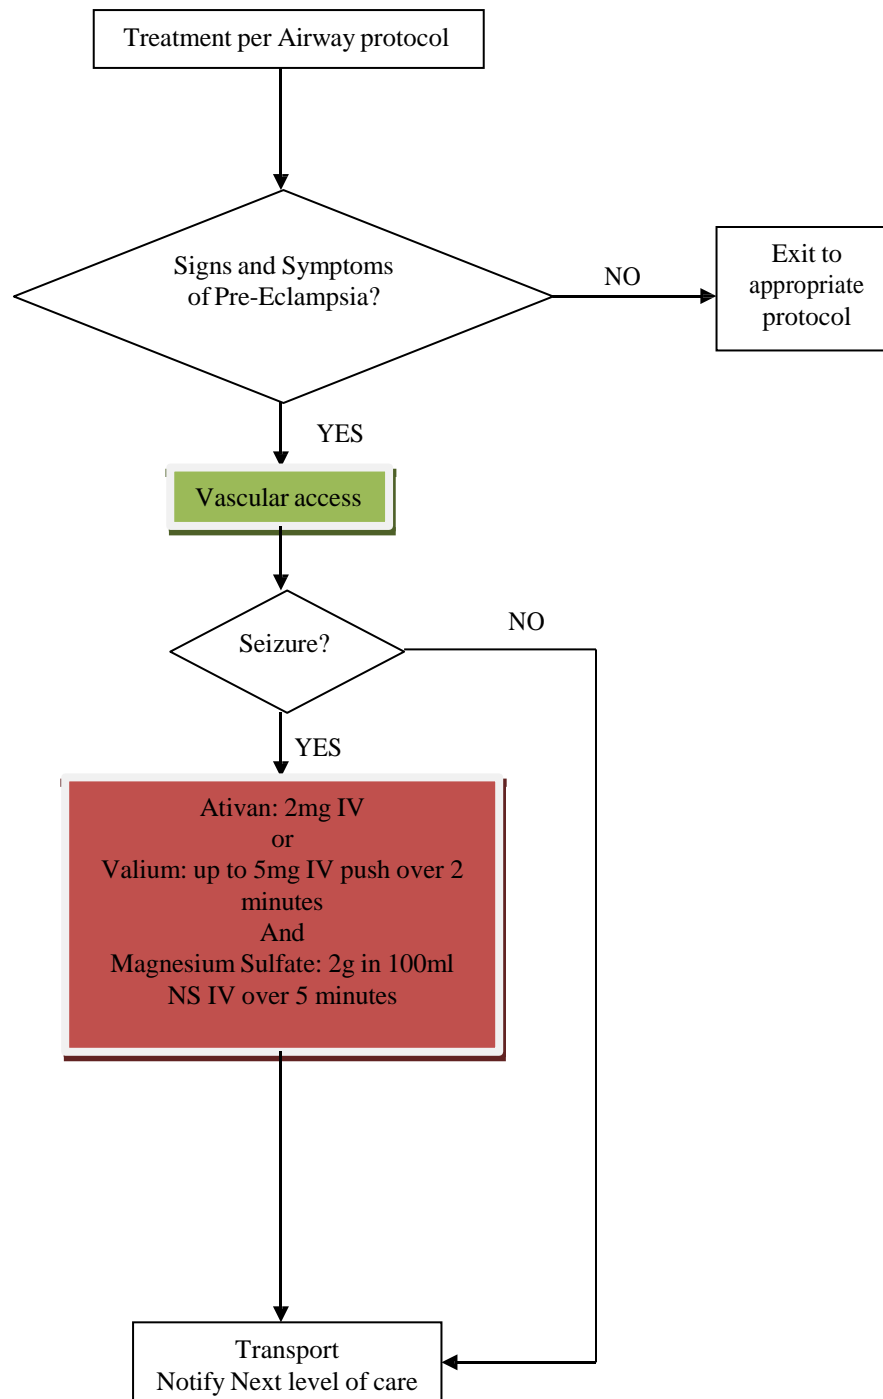 Treatment per Airway protocol
Signs and Symptoms
of Pre-Eclampsia?
NO
Exit to
appropriate
protocol
YES
Vascular access
Seizure?
NO
YES
Ativan: 2mg IV
or
Valium: up to 5mg IV push over 2
minutes
And
Magnesium Sulfate: 2g in 100ml
NS IV over 5 minutes
Transport
Notify Next level of care